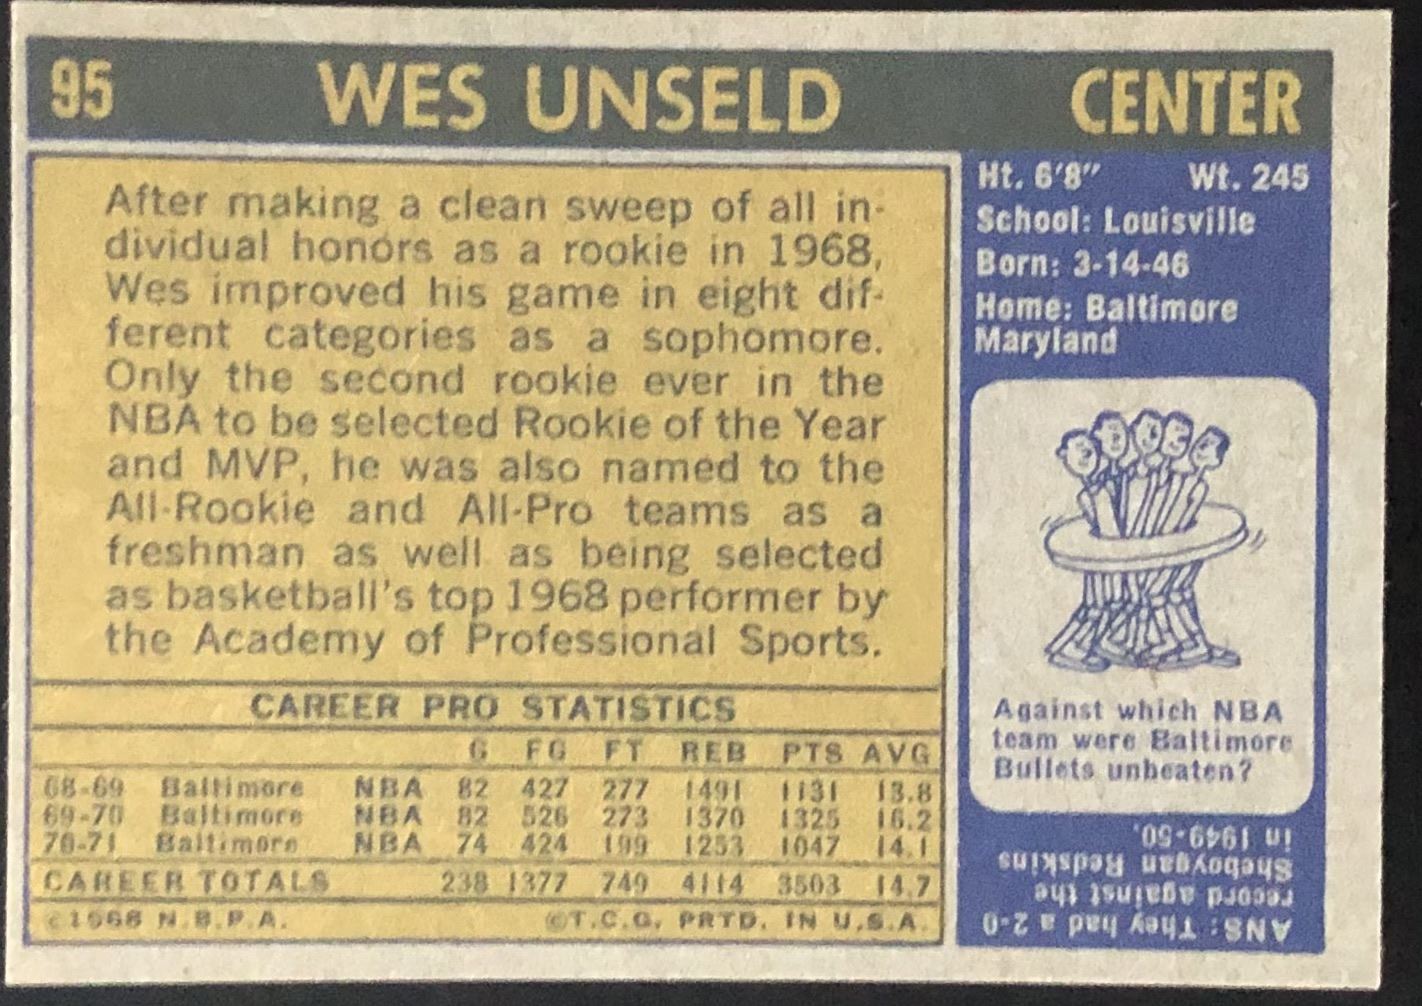 95 WES UNSELD CENTER
After making a clean sweep of all in-
dividual honors as a rookie in 1968,
Wes improved his game in eight dif-
ferent categories as a sophomore.
Only the second rookie ever in the
NBA to be selected Rookie of the Year
and MVP, he was also named to the
All-Rookie and All-Pro teams as a
freshman as well as being selected
as basketball's top 1968 performer by
the Academy of Professional Sports.
CAREER PRO STATISTICS
G FG FT REB PTS AVG
68-69 Baltimore NBA 82 427 277 1491 1131 13.8
69-70 Baltimore NBA 82 526 273 1370 1325 16.2
70-71 Baltimore NBA 74 424 199 1253 1047 14.1
CAREER TOTALS 238 1377 749 4114 3503 14.7
©1968 N.B.P.A. ©T.C.G. PRTD. IN U.S.A.
Ht. 6'8" Wt. 245
School: Louisville
Born: 3-14-46
Home: Baltimore
Maryland
Against which NBA
team were Baltimore
Bullets unbeaten?
ANS: They had a 2-0
record against the
Sheboygan Redskins
in 1949-50.